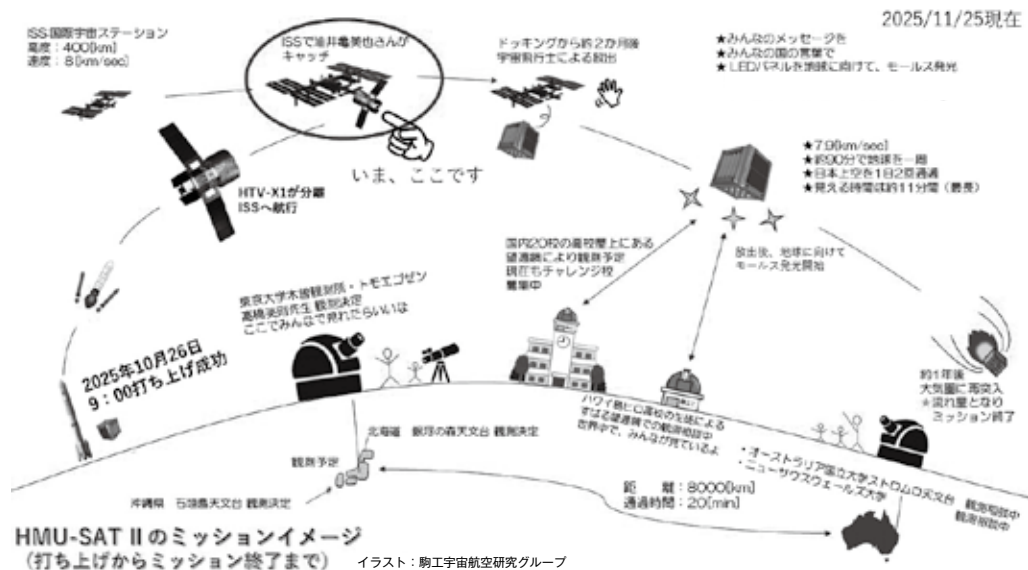 2025/11/25現在
ISS:国際宇宙ステーション
高度：400[km]
速度：8[km/sec]
ISSで油井亀美也さんが
キャッチ
ドッキングから約2か月後
宇宙飛行士による放出
★みんなのメッセージを
★みんなの国の言葉で
★LEDパネルを地球に向けて、モールス発光
いま、ここです
HTV-X1が分離
ISSへ航行
★7.9[km/sec]
★約90分で地球を一周
★日本上空を1日2回通過
★見える時間は約11分間（最長）
国内20校の高校屋上にある
望遠鏡により観測予定
現在もチャレンジ校
募集中
放出後、地球に向けて
モールス発光開始
東京大学木曽観測所・トモエゴゼン
先生 観測決定
ここでみんなで見れたらいいな
2025年10月26日
9：00打ち上げ成功
約1年後
大気圏に再突入
★流れ星となり
ミッション終了
ハワイ島ヒロ高校の生徒による
すばる望遠鏡での観測相談中
世界中で、みんなが見ているよ
・オーストラリア国立大学ストロムロ天文台 観測相談中
・ニューサウスウェールズ大学 観測相談中
北海道 銀河の森天文台 観測決定
観測予定
沖縄県 石垣島天文台 観測決定
距 離：8000[km]
通過時間：20[min]
HMU-SAT IIのミッションイメージ
（打ち上げからミッション終了まで）
イラスト：駒工宇宙航空研究グループ